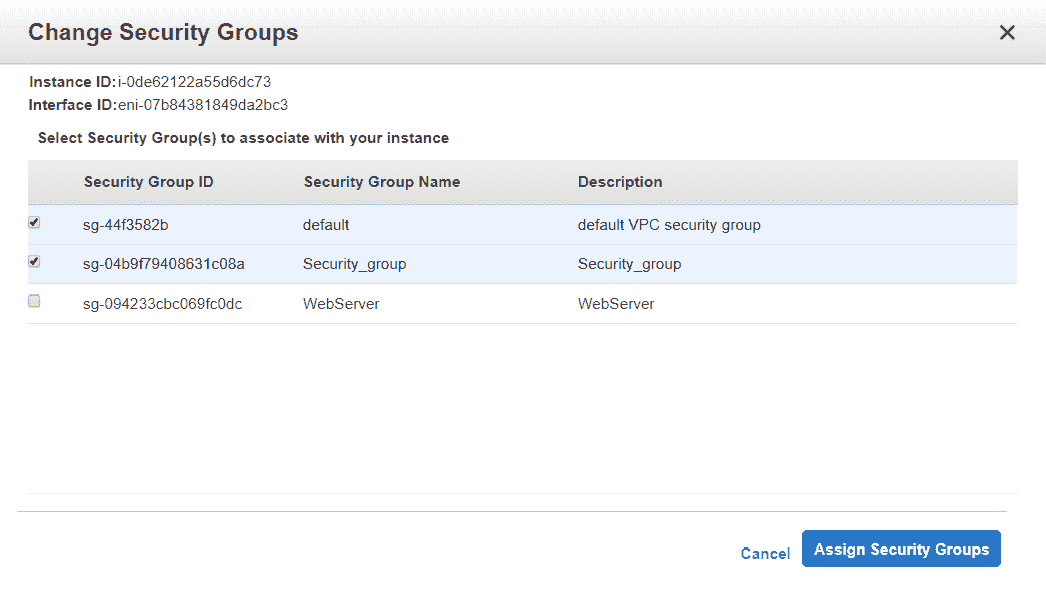 Change Security Groups
Instance ID: i-0de62122a55d6dc73
Interface ID: eni-07b84381849da2bc3
Select Security Group(s) to associate with your instance
Security Group ID Security Group Name Description
sg-44f3582b default default VPC security group
sg-04b9f79408631c08a Security_group Security_group
sg-094233cbc069fc0dc WebServer WebServer
Cancel Assign Security Groups